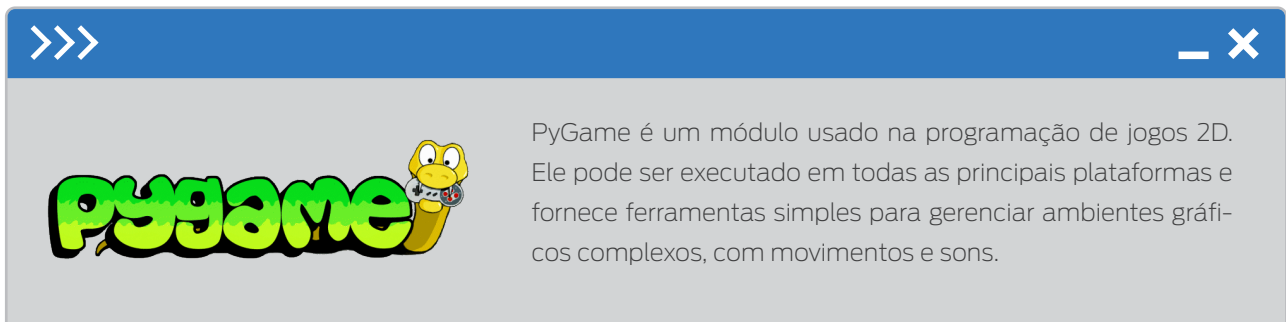 >>>
pygame
PyGame é um módulo usado na programação de jogos 2D.
Ele pode ser executado em todas as principais plataformas e
fornece ferramentas simples para gerenciar ambientes gráfi-
cos complexos, com movimentos e sons.